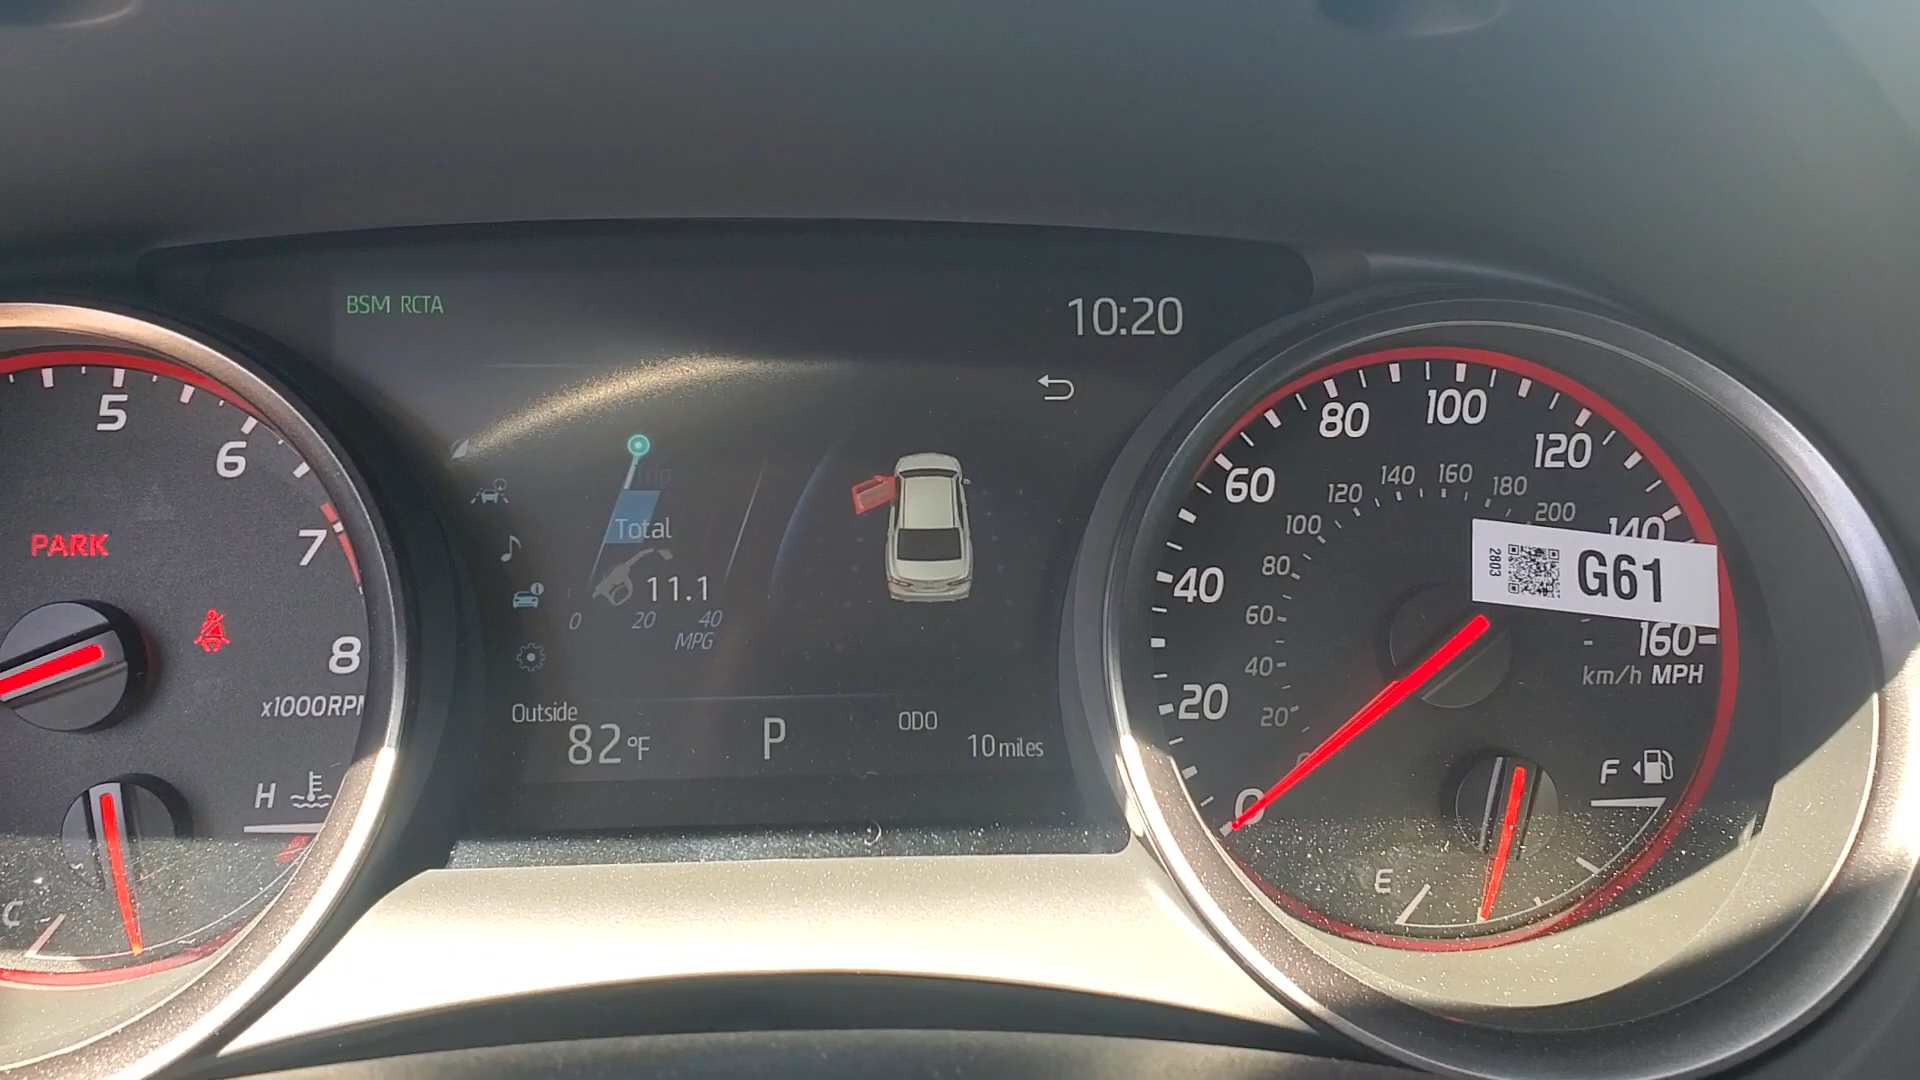 BSM RCTA
10:20
5
6
7
8
x1000RPM
PARK
H
C
Trip
Total
11.1
0 20 40
MPG
Outside
82°F
P
ODO
10 miles
0
20
40
60
80
100
120
140
160
km/h MPH
20
40
60
80
100
120
140
160
180
200
2803
G61
F
E